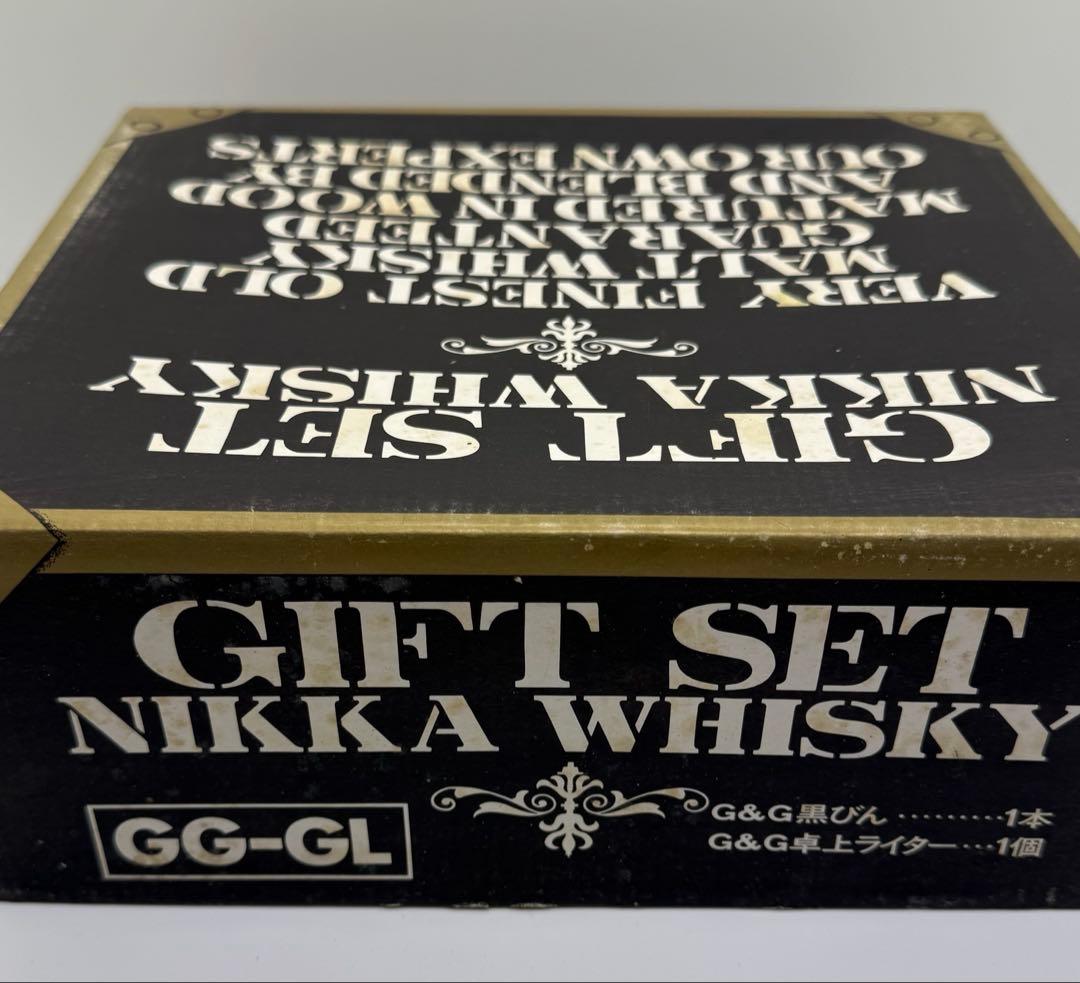 GIFT SET
NIKKA WHISKY
VERY FINEST OLD
MALT WHISKY
GUARANTEED
MATURED IN WOOD
AND BLENDED BY
OUR OWN EXPERTS
GIFT SET
NIKKA WHISKY
GG-GL
G&G黒びん ·········1本
G&G卓上ライター···1個